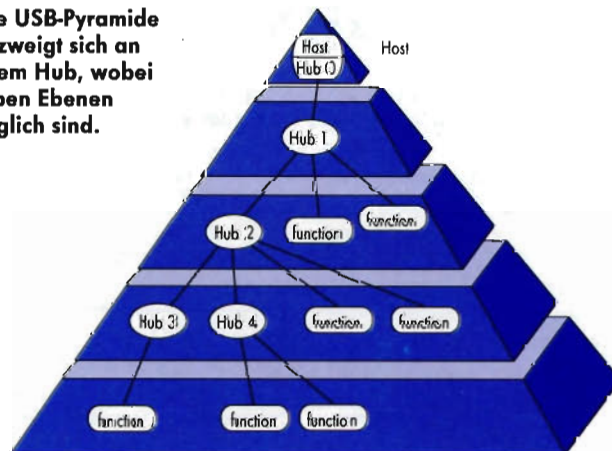 e USB-Pyramide
zweigt sich an
em Hub, wobei
ben Ebenen
glich sind.
Host
Hub 0
Host
Hub 1
Hub 2
function
function
Hub 3
Hub 4
function
function
function
function
function